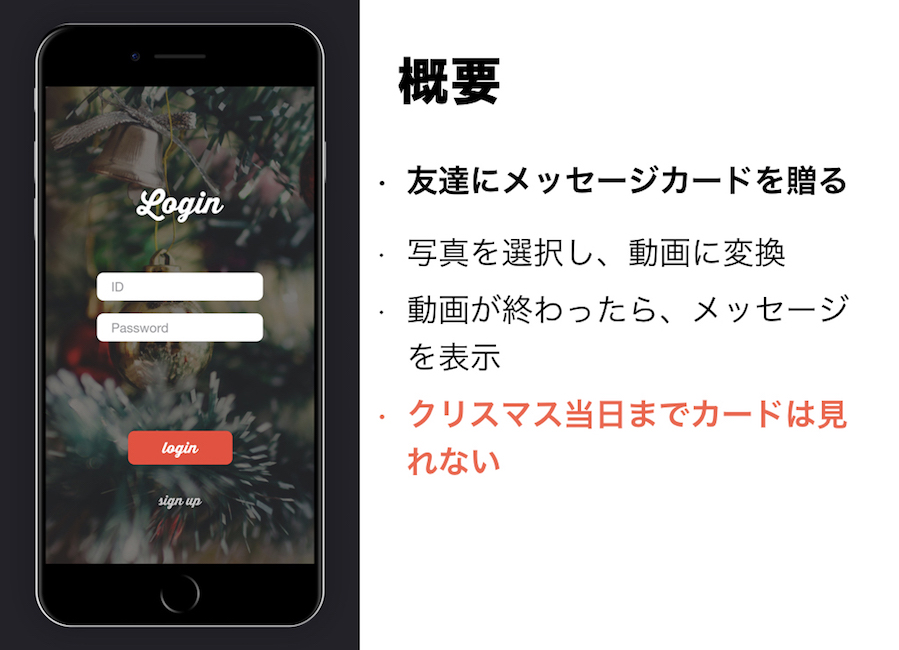 Login
ID
Password
login
sign up
概要
・友達にメッセージカードを贈る
・写真を選択し、動画に変換
・動画が終わったら、メッセージ
を表示
・クリスマス当日までカードは見
れない